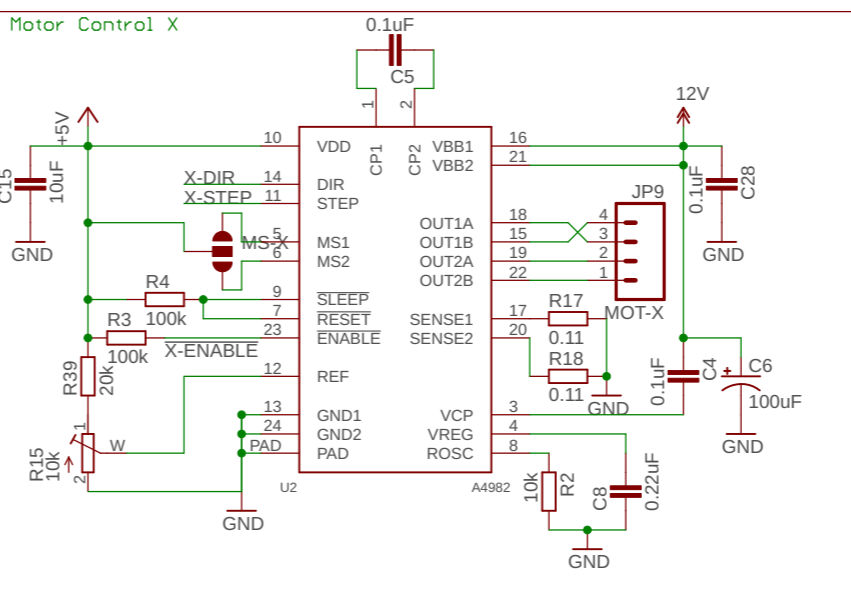 Motor Control X
0.1uF
C5
1
2
+5V
C15
10uF
GND
12V
0.1uF
C28
GND
10
VDD
CP1
CP2
VBB1
16
VBB2
21
X-DIR
14
DIR
X-STEP
11
STEP
MS-X
5
MS1
6
MS2
OUT1A
18
OUT1B
15
OUT2A
19
OUT2B
22
JP9
4
3
2
1
MOT-X
R4
100k
9
SLEEP
7
RESET
R3
100k
X-ENABLE
23
ENABLE
SENSE1
17
R17
0.11
SENSE2
20
R18
0.11
GND
R39
20k
12
REF
0.1uF
C4
+
C6
100uF
GND
R15
10k
1
W
2
13
GND1
24
GND2
PAD
PAD
VCP
3
VREG
4
ROSC
8
U2
A4982
GND
10k
R2
C8
0.22uF
GND